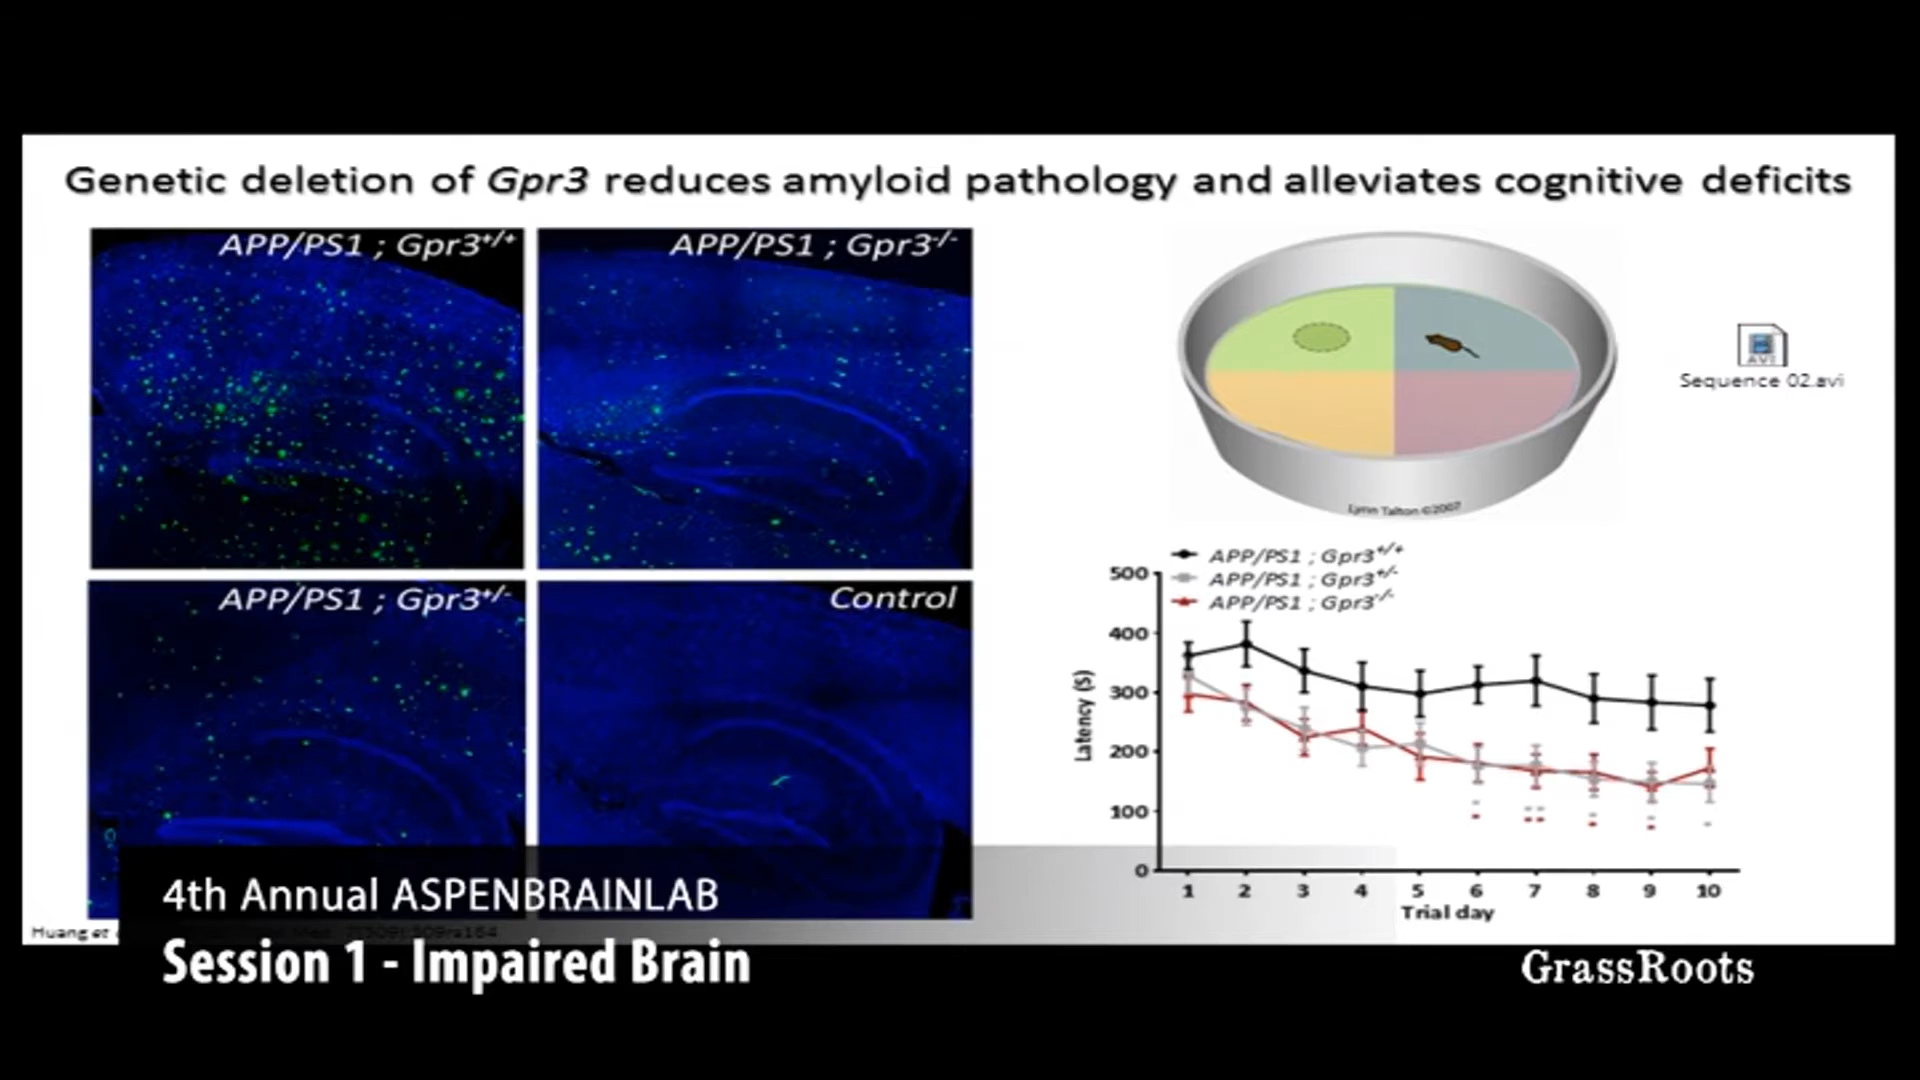 Genetic deletion of Gpr3 reduces amyloid pathology and alleviates cognitive deficits
APP/PS1 ; Gpr3+/+
APP/PS1 ; Gpr3-/-
APP/PS1 ; Gpr3+/-
Control
Lynn Talton ©2007
AVI
Sequence 02.avi
APP/PS1 ; Gpr3+/+
APP/PS1 ; Gpr3+/-
APP/PS1 ; Gpr3-/-
500
400
300
200
100
0
Latency (S)
1 2 3 4 5 6 7 8 9 10
Trial day
Huang et
4th Annual ASPENBRAINLAB
Session 1 - Impaired Brain
GrassRoots